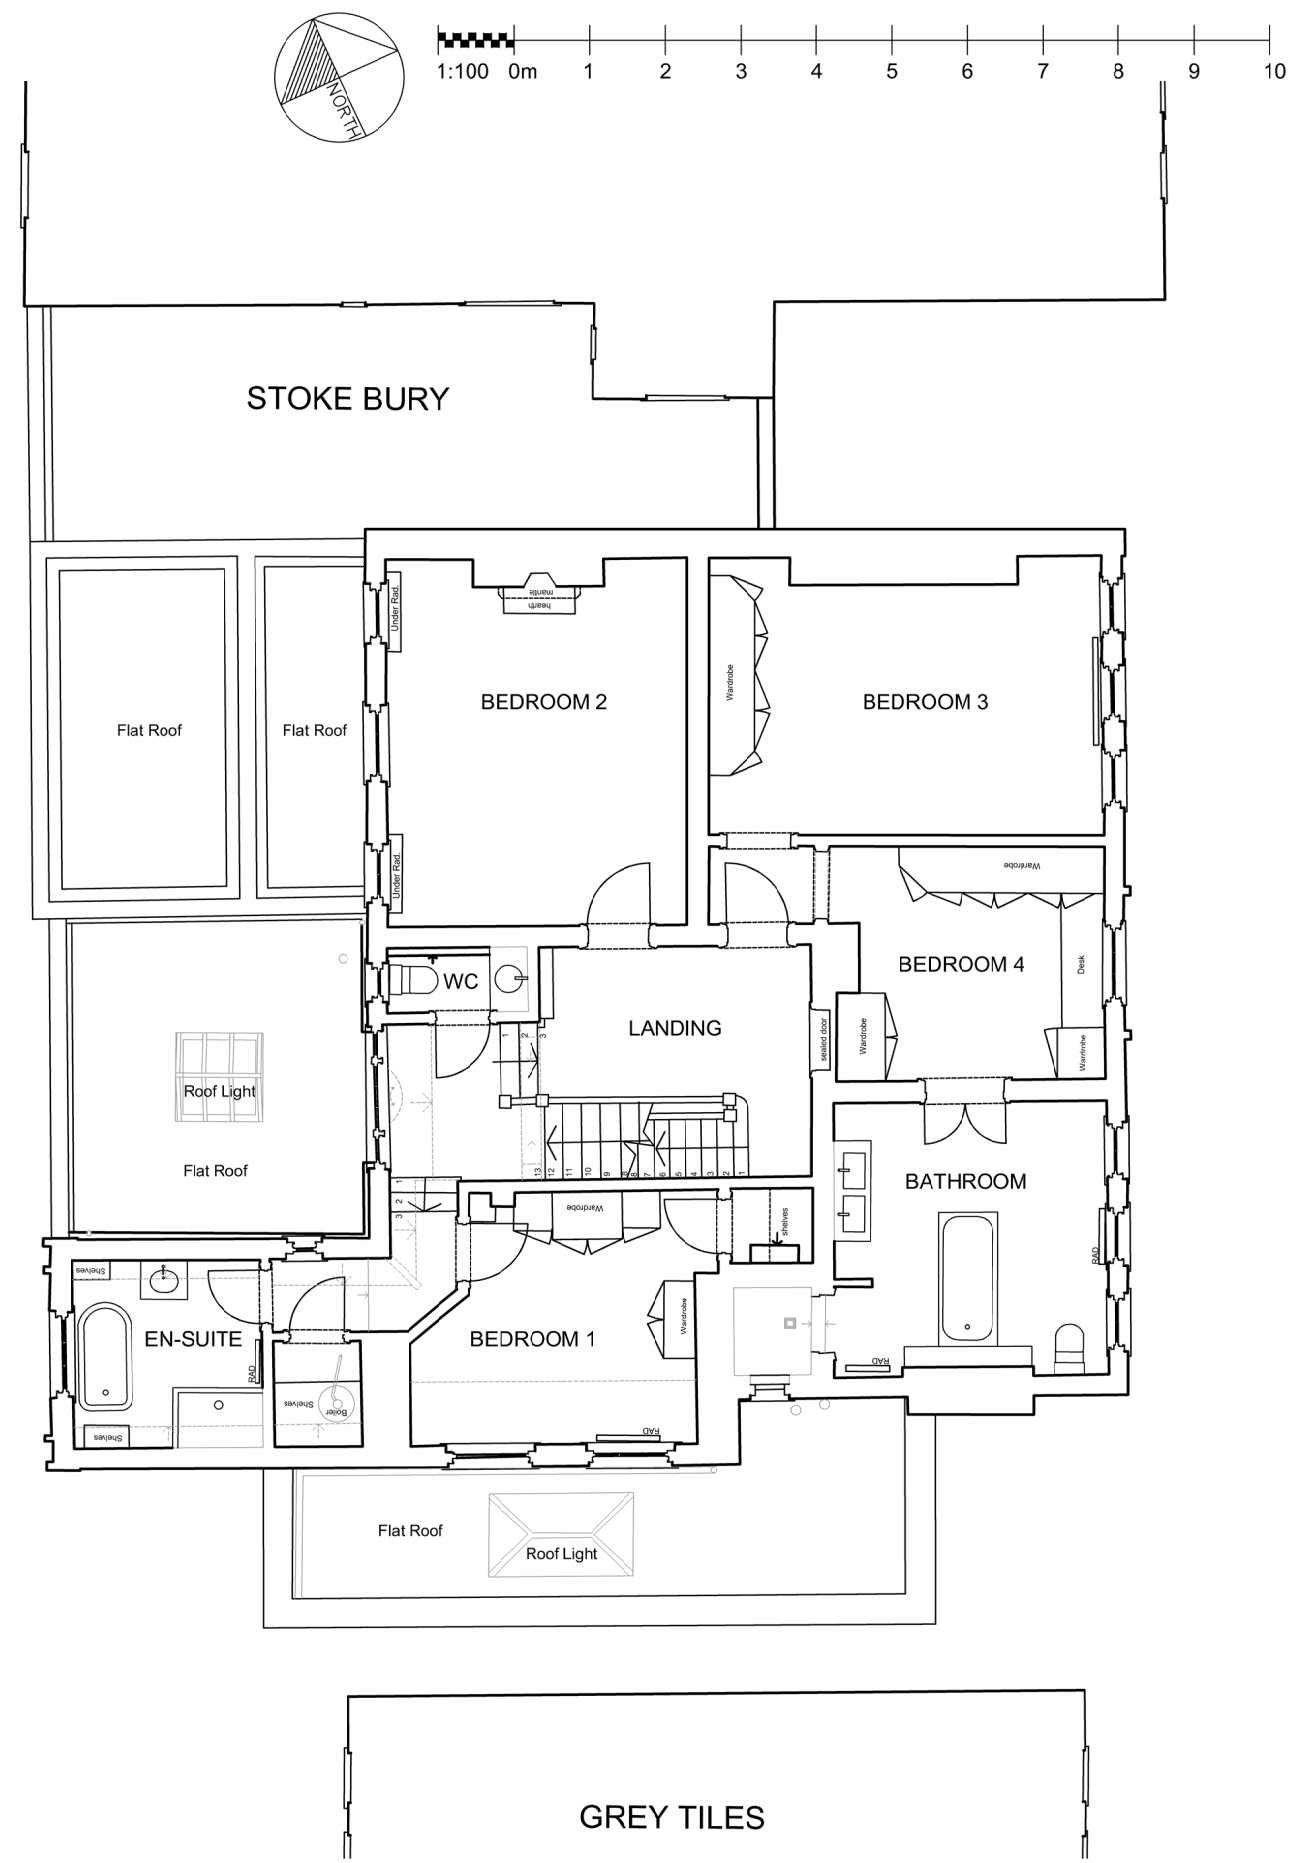 1:100 0m 1 2 3 4 5 6 7 8 9 10
NORTH
STOKE BURY
Under Rad.
mantle
hearth
BEDROOM 2
Wardrobe
BEDROOM 3
Flat Roof
Flat Roof
Under Rad.
Wardrobe
WC
BEDROOM 4
Desk
LANDING
sealed door
Wardrobe
Wardrobe
1 2 3
Roof Light
Flat Roof
13 12 11 10 9 8 8 7 6 5 4 3 2 1
BATHROOM
1
2
3
Wardrobe
shelves
RAD
Shelves
EN-SUITE
RAD
BEDROOM 1
Wardrobe
RAD
Shelves
Boiler
Shelves
RAD
Flat Roof
Roof Light
GREY TILES